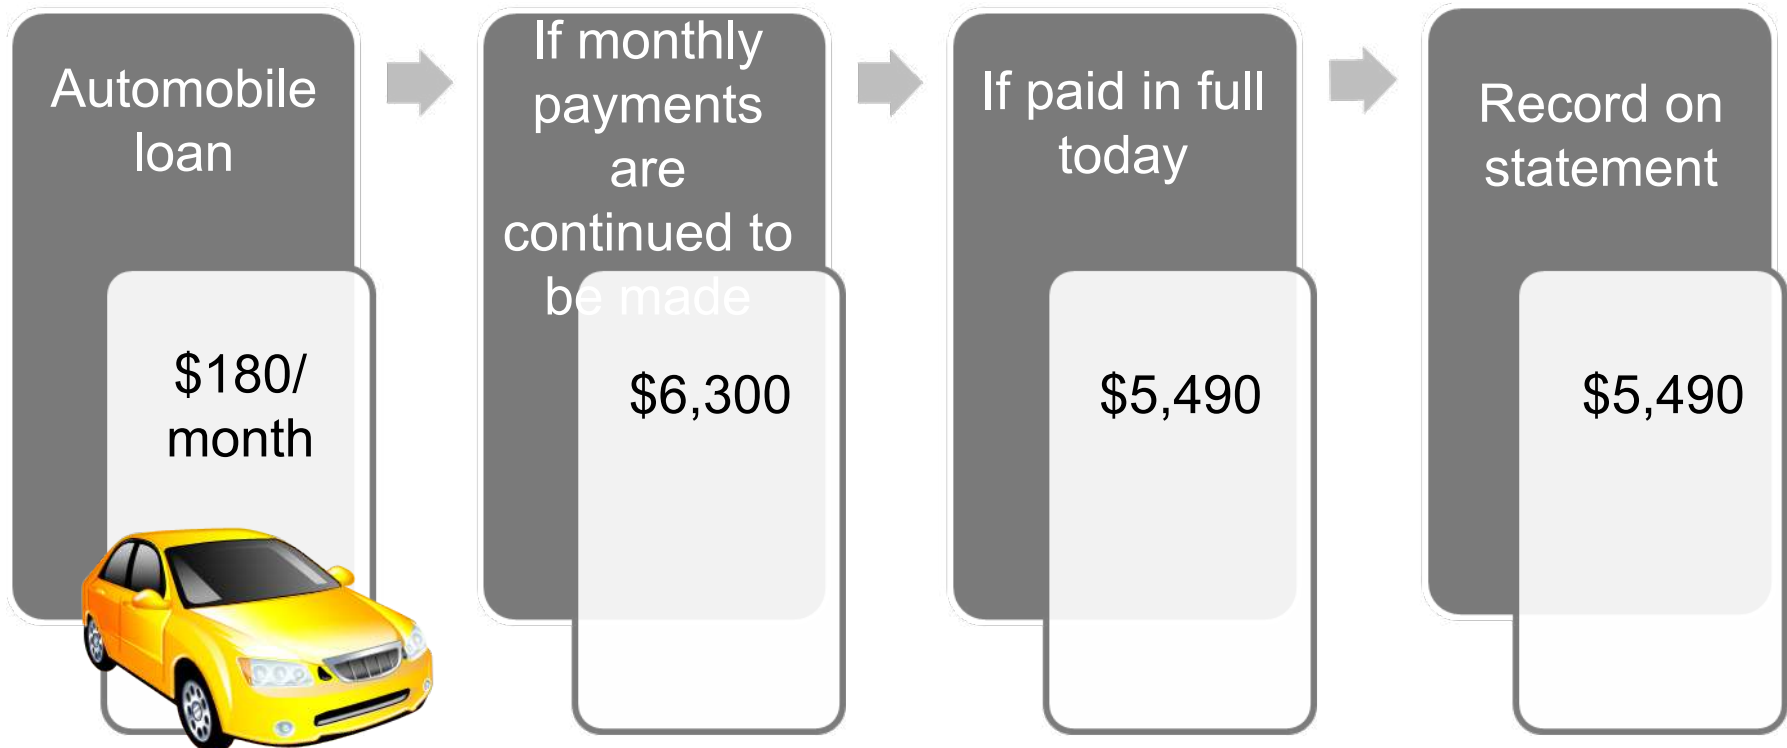 Automobile
loan
$180/
month
If monthly
payments
are
continued to
be made
$6,300
If paid in full
today
$5,490
Record on
statement
$5,490